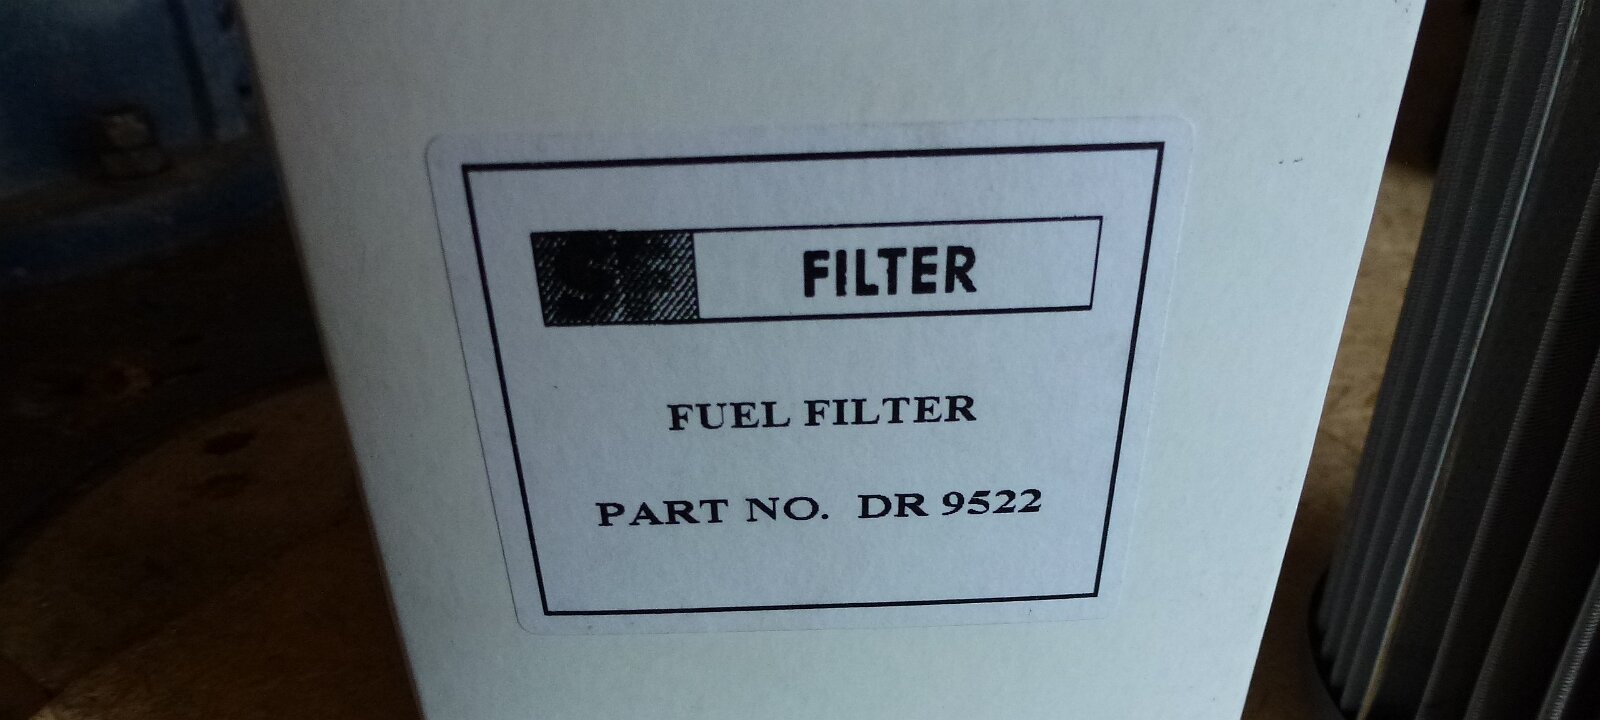 FILTER
FUEL FILTER
PART NO. DR 9522